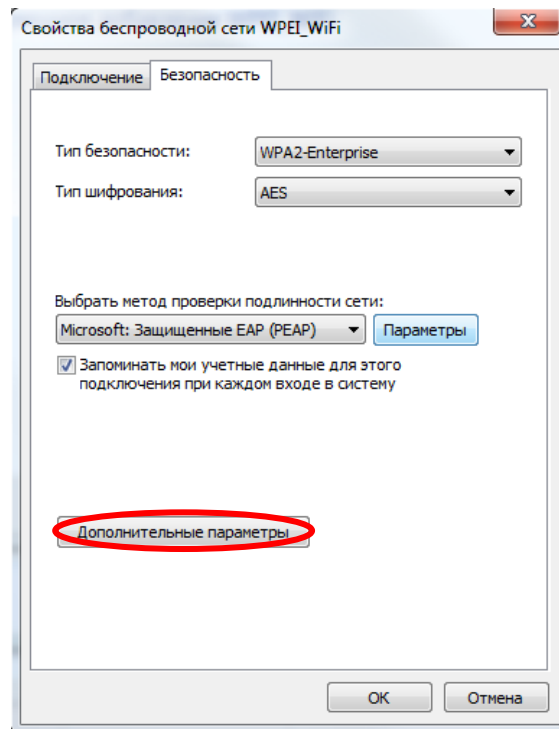 Свойства беспроводной сети WPEI_WiFi
Подключение
Безопасность
Тип безопасности:
WPA2-Enterprise
Тип шифрования:
AES
Выбрать метод проверки подлинности сети:
Microsoft: Защищенные EAP (PEAP)
Параметры
Запоминать мои учетные данные для этого
подключения при каждом входе в систему
Дополнительные параметры
ОК
Отмена